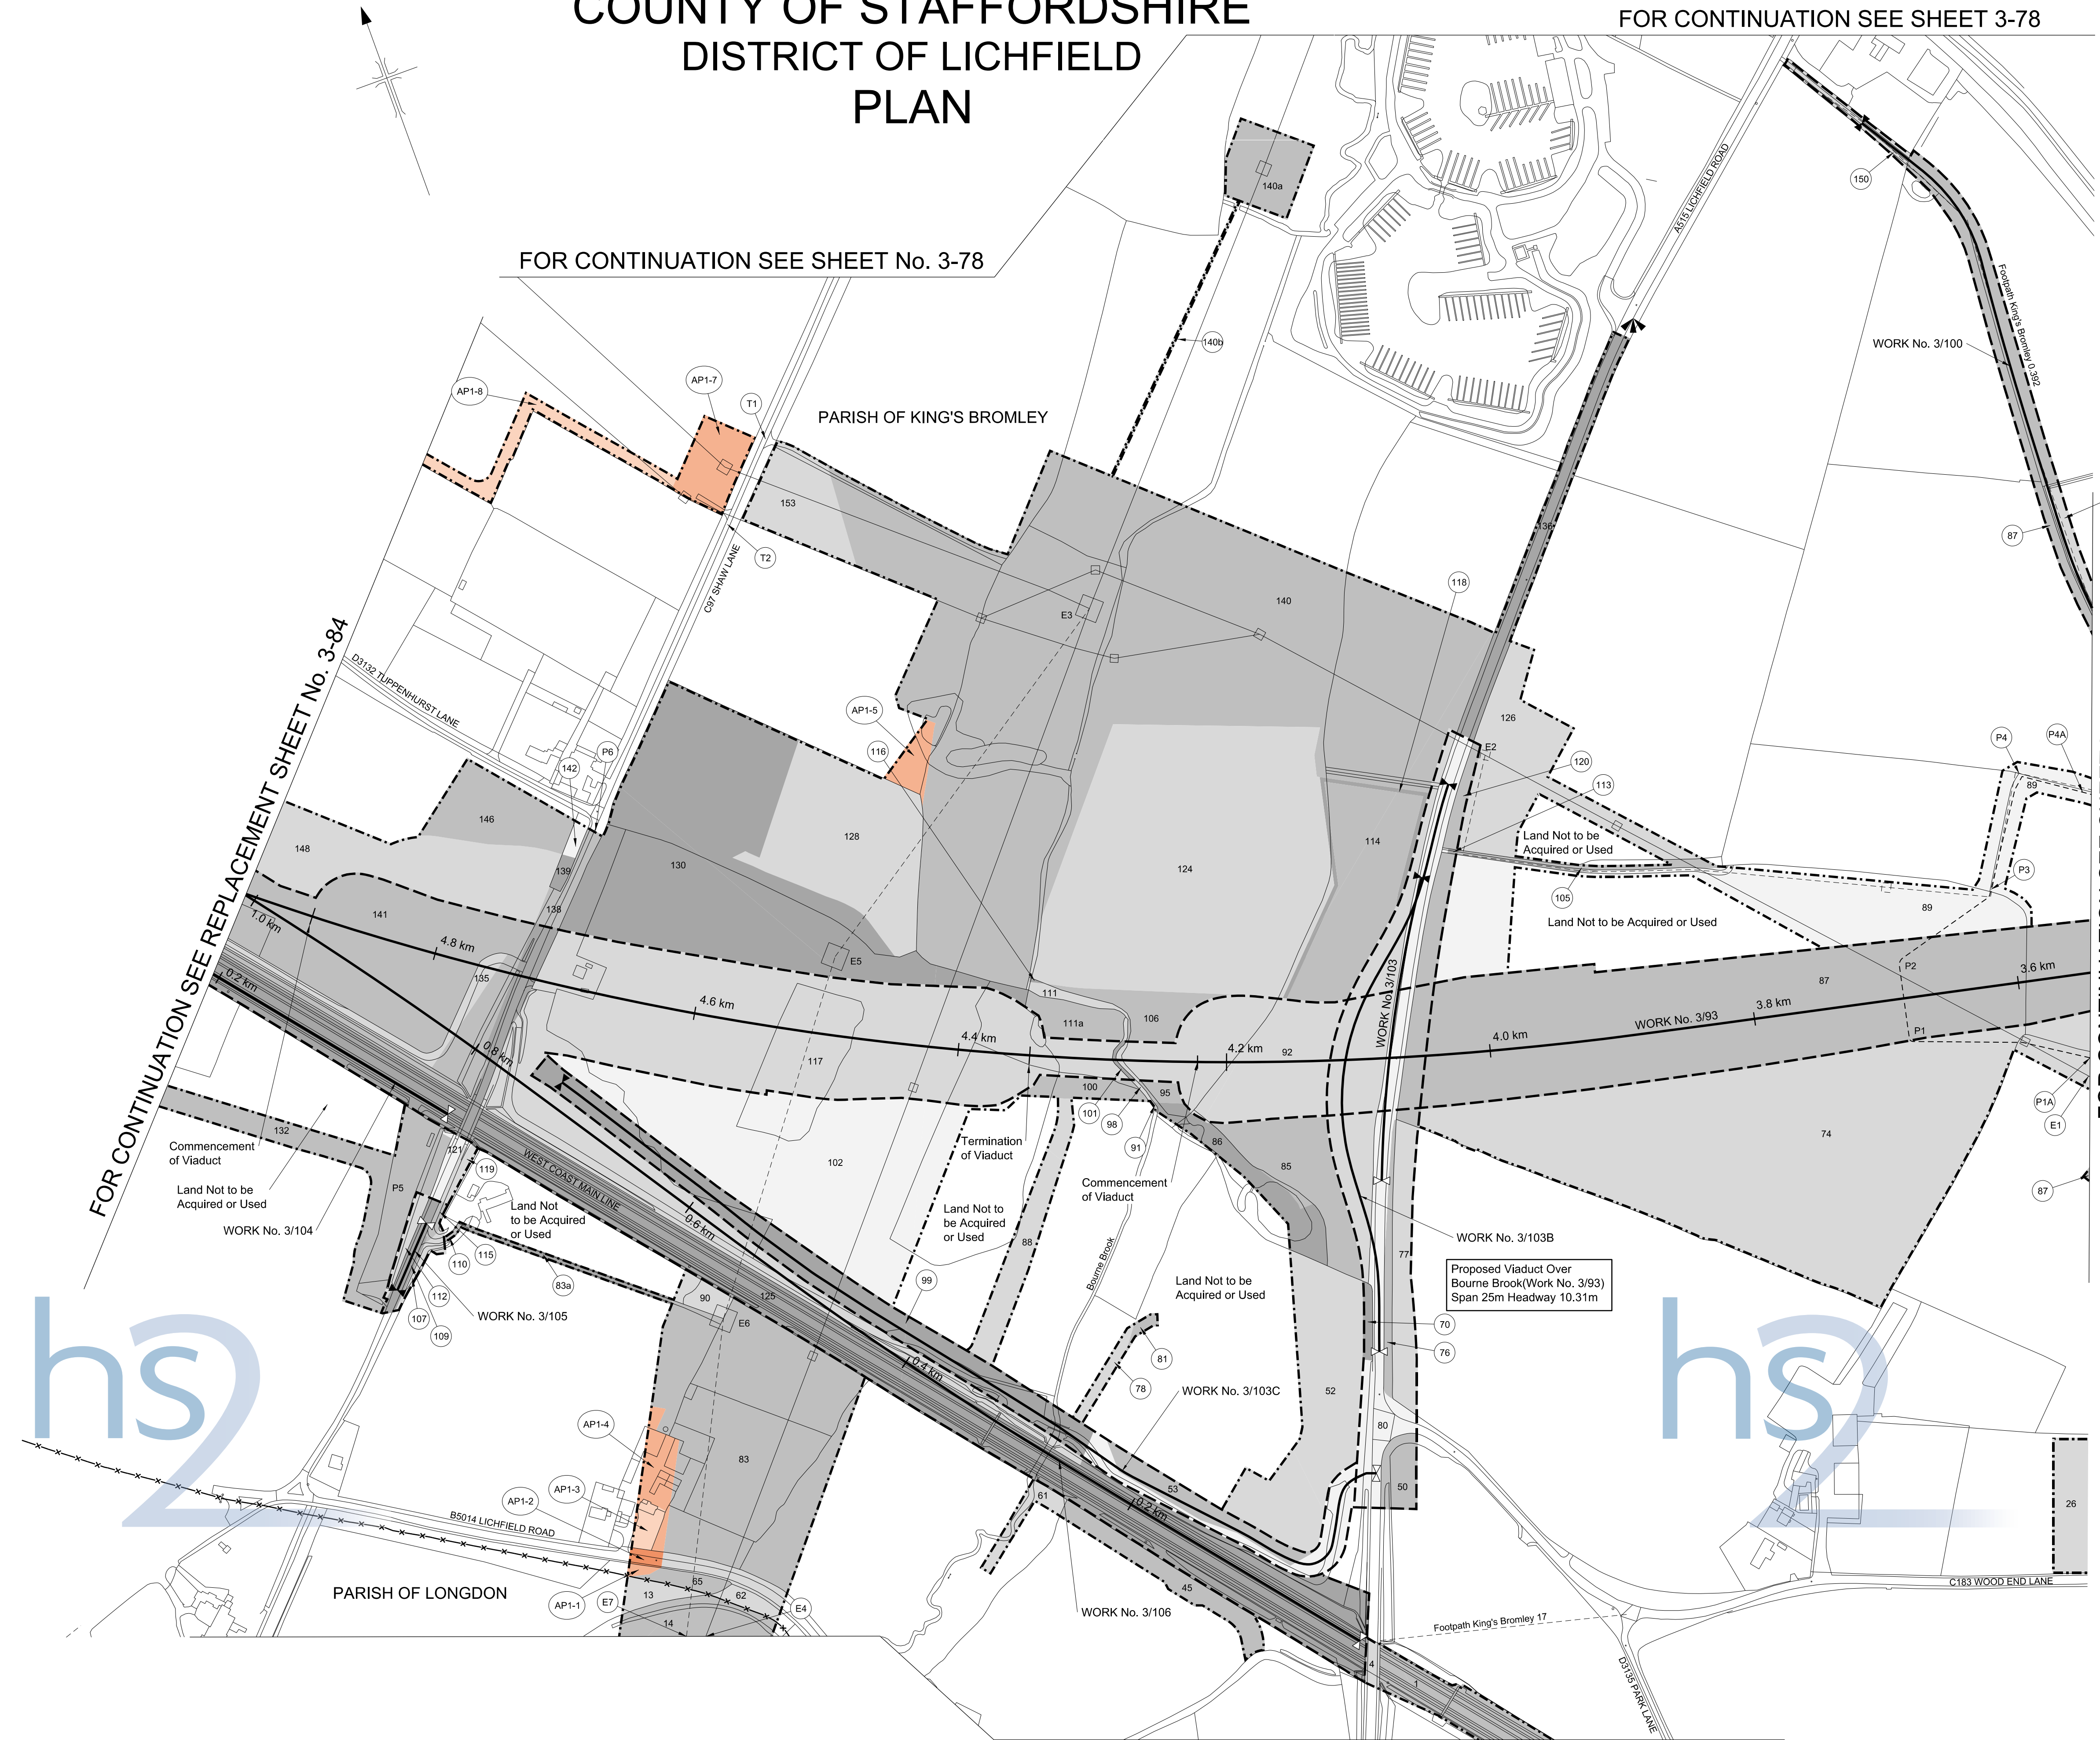 COUNTY OF STAFFORDSHIRE
DISTRICT OF LICHFIELD
PLAN
FOR CONTINUATION SEE SHEET 3-78
FOR CONTINUATION SEE SHEET No. 3-78
FOR CONTINUATION SEE REPLACEMENT SHEET No. 3-84
140a
140b
150
A515 LICHFIELD ROAD
Footpath King's Bromley 0.392
WORK No. 3/100
87
AP1-8
AP1-7
T1
PARISH OF KING'S BROMLEY
153
T2
C97 SHAW LANE
136
118
140
E3
D3132 TUPPENHURST LANE
AP1-5
116
P6
142
126
E2
120
113
P4
P4A
89
Land Not to be
Acquired or Used
146
148
128
130
124
114
139
138
141
105
P3
89
Land Not to be Acquired or Used
1.0 km
4.8 km
135
E5
0.2 km
4.6 km
111
111a
106
WORK No. 3/103
P2
87
3.6 km
3.8 km
WORK No. 3/93
P1
0.8 km
117
4.4 km
4.2 km
92
4.0 km
100
95
101
98
91
86
P1A
E1
132
Commencement
of Viaduct
Land Not to be
Acquired or Used
P5
121
119
WEST COAST MAIN LINE
102
Termination
of Viaduct
85
74
87
Commencement
of Viaduct
WORK No. 3/104
Land Not
to be Acquired
or Used
0.6 km
Land Not to
be Acquired
or Used
88
115
110
83a
112
107
109
WORK No. 3/105
90
125
E6
99
Bourne Brook
Land Not to be
Acquired or Used
77
WORK No. 3/103B
Proposed Viaduct Over
Bourne Brook(Work No. 3/93)
Span 25m Headway 10.31m
70
76
81
78
0.4 km
WORK No. 3/103C
52
80
hs2
hs2
AP1-4
83
AP1-3
AP1-2
B5014 LICHFIELD ROAD
61
53
0.2 km
50
26
PARISH OF LONGDON
AP1-1
E7
13
65
62
14
E4
45
WORK No. 3/106
Footpath King's Bromley 17
C183 WOOD END LANE
D3135 PARK LANE
4
1